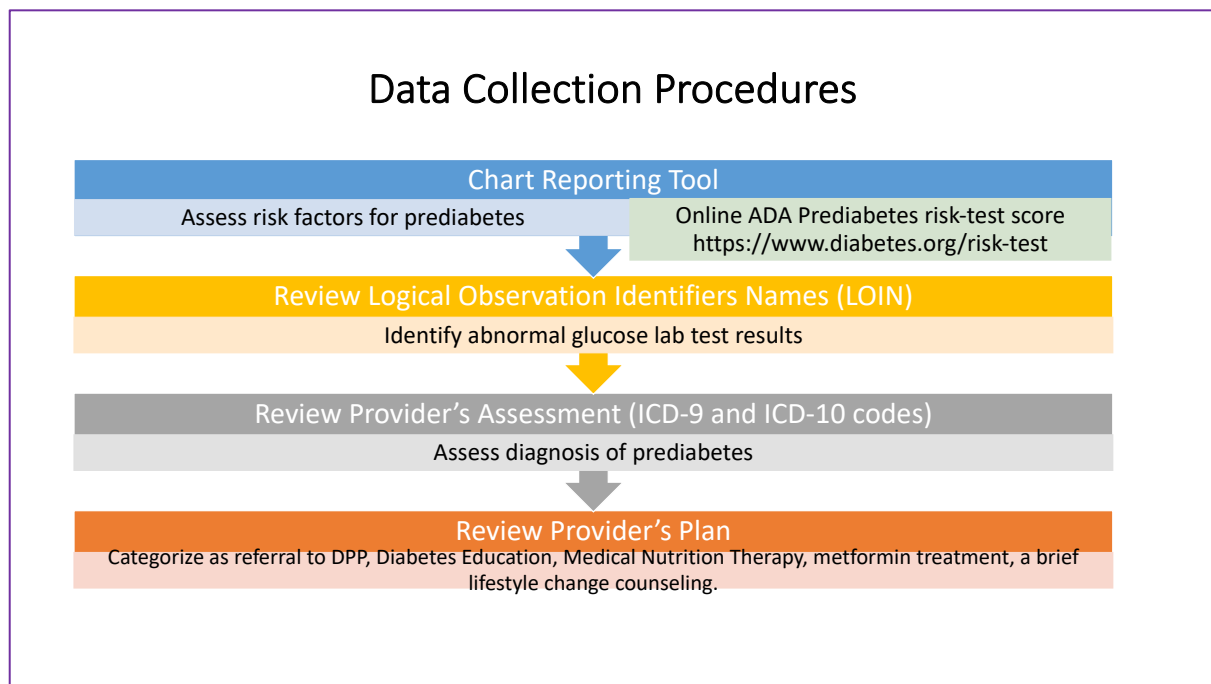 Data Collection Procedures
Chart Reporting Tool
Assess risk factors for prediabetes
Online ADA Prediabetes risk-test score
https://www.diabetes.org/risk-test
Review Logical Observation Identifiers Names (LOIN)
Identify abnormal glucose lab test results
Review Provider’s Assessment (ICD-9 and ICD-10 codes)
Assess diagnosis of prediabetes
Review Provider’s Plan
Categorize as referral to DPP, Diabetes Education, Medical Nutrition Therapy, metformin treatment, a brief
lifestyle change counseling.